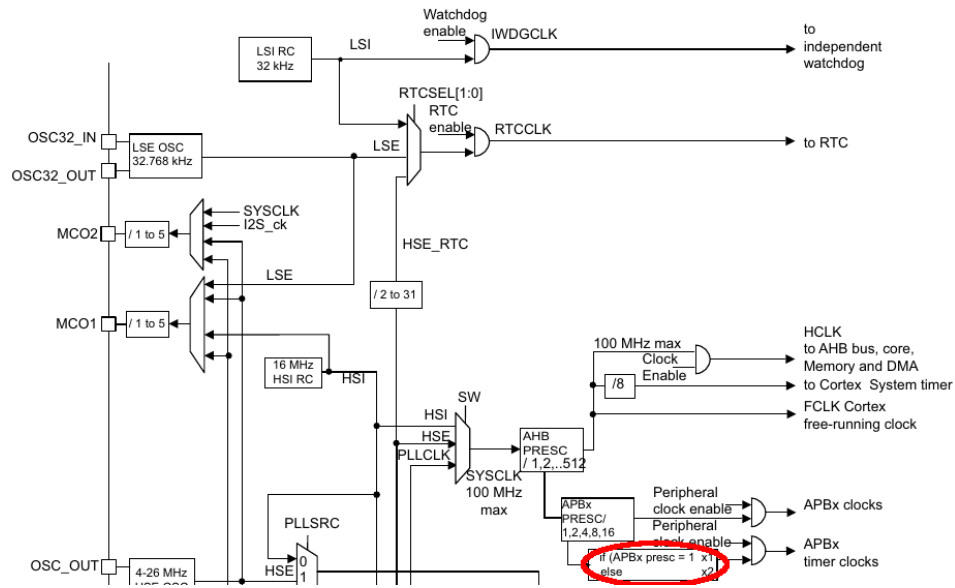 Watchdog
enable
IWDGCLK
to
independent
watchdog
LSI RC
32 kHz
LSI
RTCSEL[1:0]
RTC
enable
RTCCLK
to RTC
OSC32_IN
OSC32_OUT
LSE OSC
32.768 kHz
LSE
SYSCLK
I2S_ck
MCO2
/ 1 to 5
HSE_RTC
LSE
/ 2 to 31
MCO1
/ 1 to 5
16 MHz
HSI RC
HSI
HCLK
to AHB bus, core,
Memory and DMA
100 MHz max
Clock
Enable
/8
to Cortex System timer
FCLK Cortex
free-running clock
SW
HSI
HSE
PLLCLK
SYSCLK
100 MHz
max
AHB
PRESC
/ 1,2,..512
APBx
PRESC/
1,2,4,8,16
Peripheral
clock enable
APBx clocks
Peripheral
clock enable
if (APBx presc = 1 x1
else x2
APBx
timer clocks
PLLSRC
0
1
HSE
OSC_OUT
4-26 MHz
HSE OSC